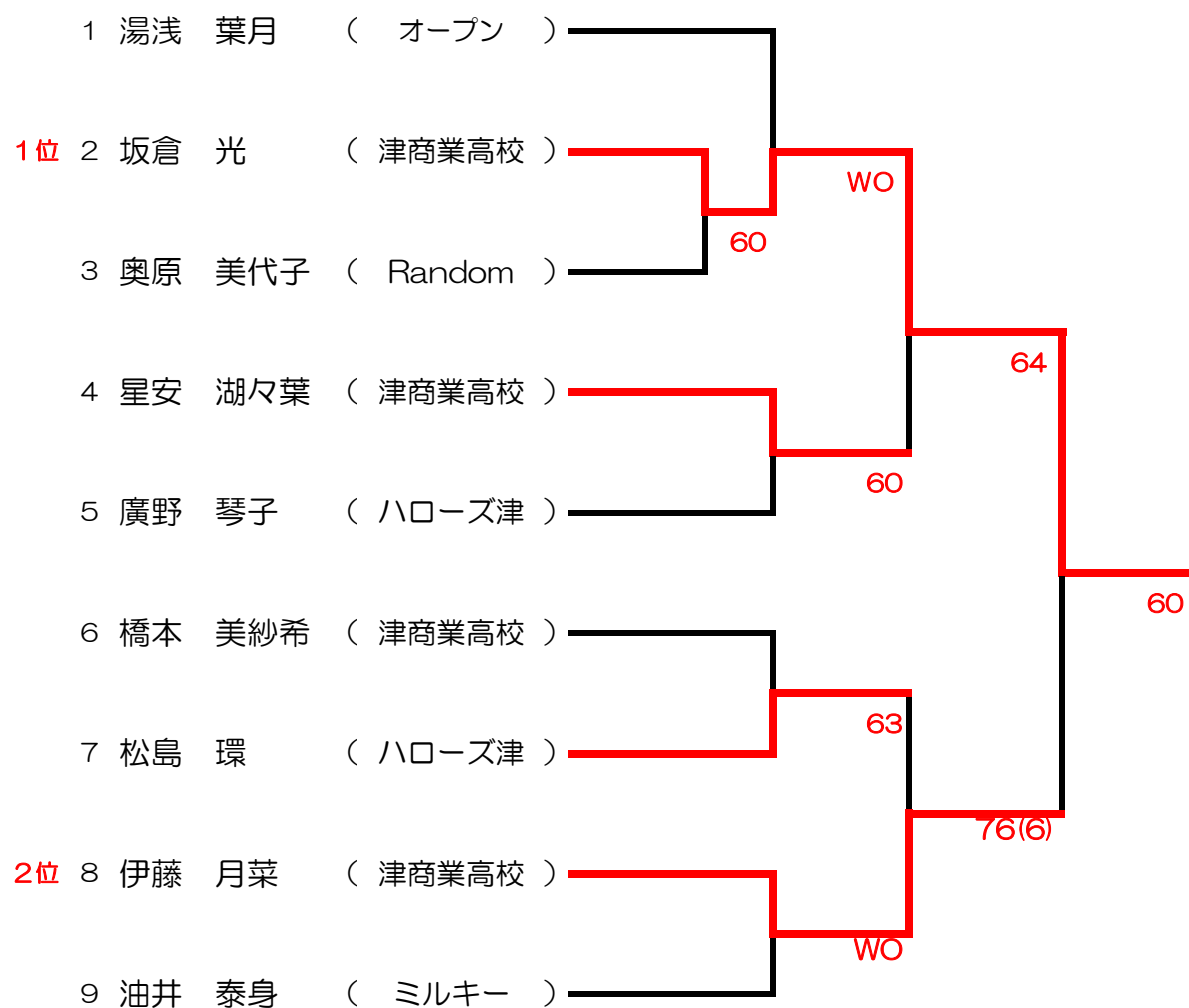 1 湯浅 葉月 ( オープン )
1位 2 坂倉 光 ( 津商業高校 )
WO
60
3 奥原 美代子 ( Random )
64
4 星安 湖々葉 ( 津商業高校 )
60
5 廣野 琴子 ( ハローズ津 )
60
6 橋本 美紗希 ( 津商業高校 )
63
7 松島 環 ( ハローズ津 )
76(6)
2位 8 伊藤 月菜 ( 津商業高校 )
WO
9 油井 泰身 ( ミルキー )